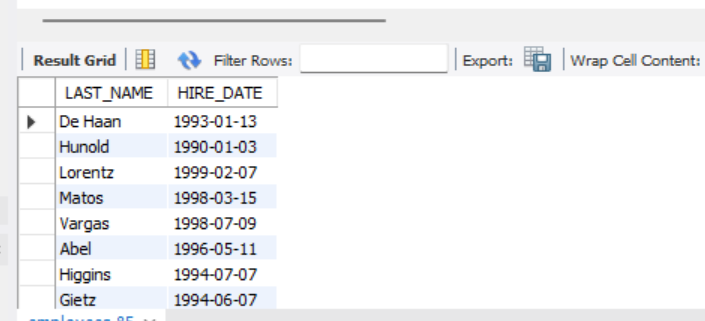 Result Grid Filter Rows: Export: Wrap Cell Content:
LAST_NAME HIRE_DATE
De Haan 1993-01-13
Hunold 1990-01-03
Lorentz 1999-02-07
Matos 1998-03-15
Vargas 1998-07-09
Abel 1996-05-11
Higgins 1994-07-07
Gietz 1994-06-07
employees 85